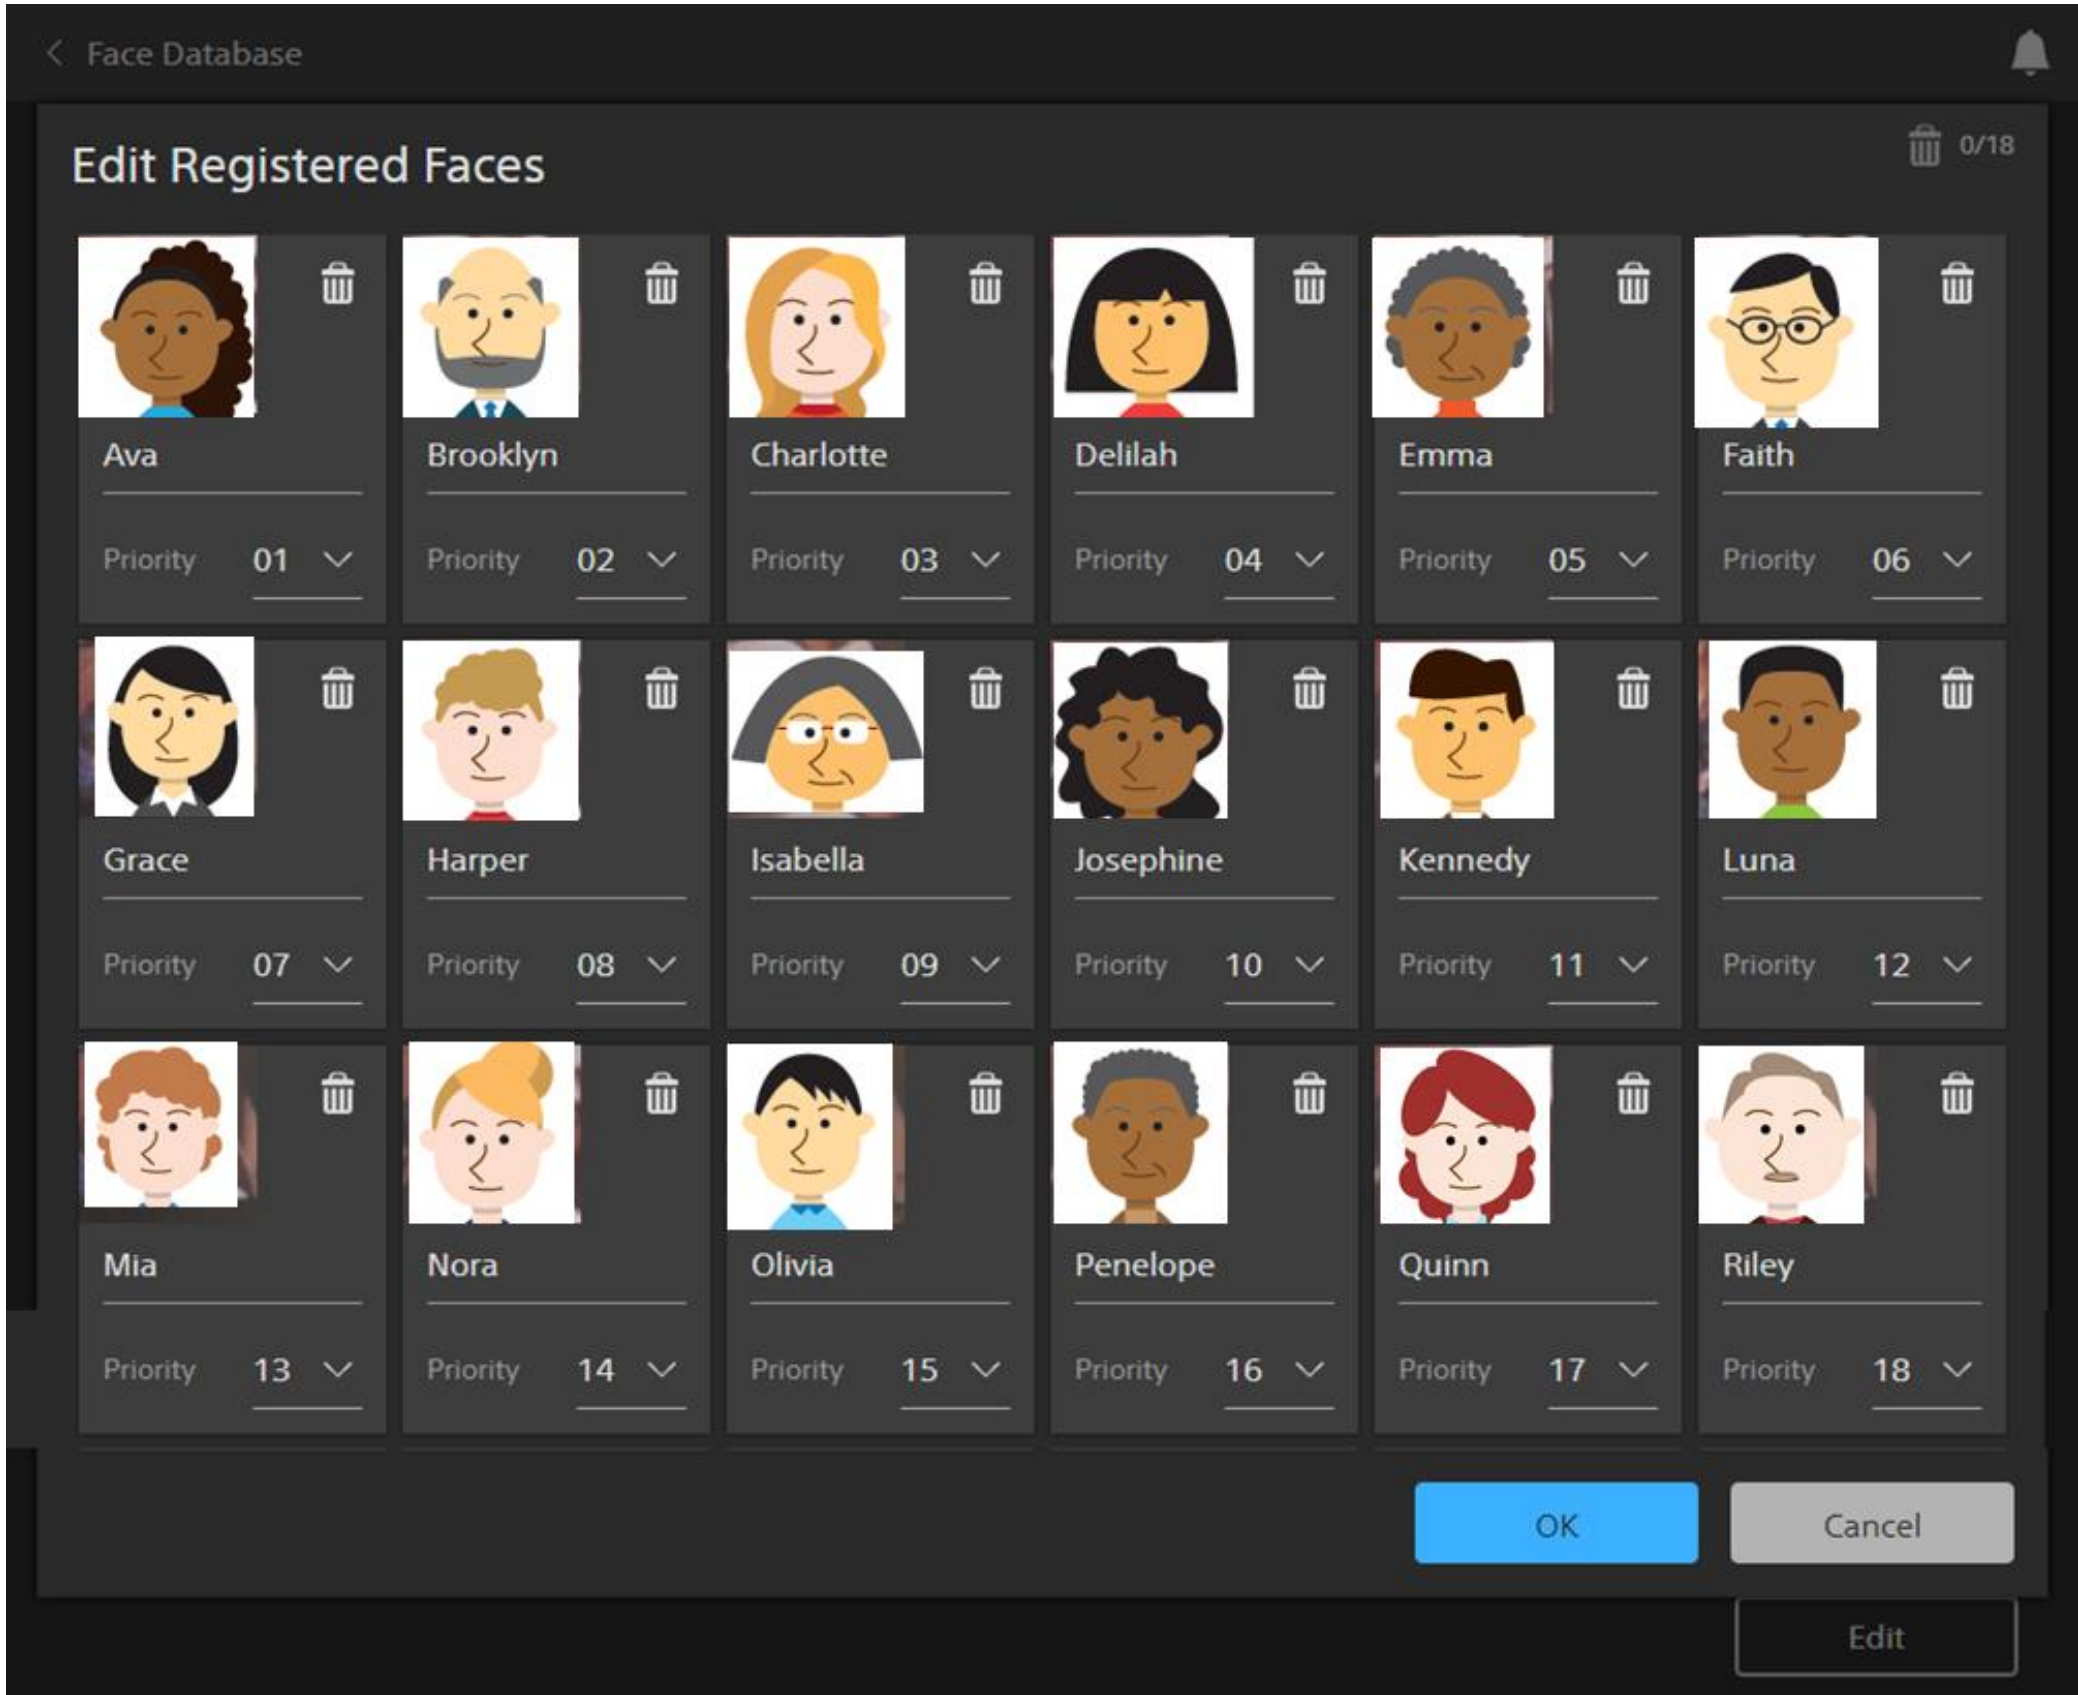 Face Database
Edit Registered Faces
0/18
Ava
Brooklyn
Charlotte
Delilah
Emma
Faith
Priority 01
Priority 02
Priority 03
Priority 04
Priority 05
Priority 06
Grace
Harper
Isabella
Josephine
Kennedy
Luna
Priority 07
Priority 08
Priority 09
Priority 10
Priority 11
Priority 12
Mia
Nora
Olivia
Penelope
Quinn
Riley
Priority 13
Priority 14
Priority 15
Priority 16
Priority 17
Priority 18
OK
Cancel
Edit